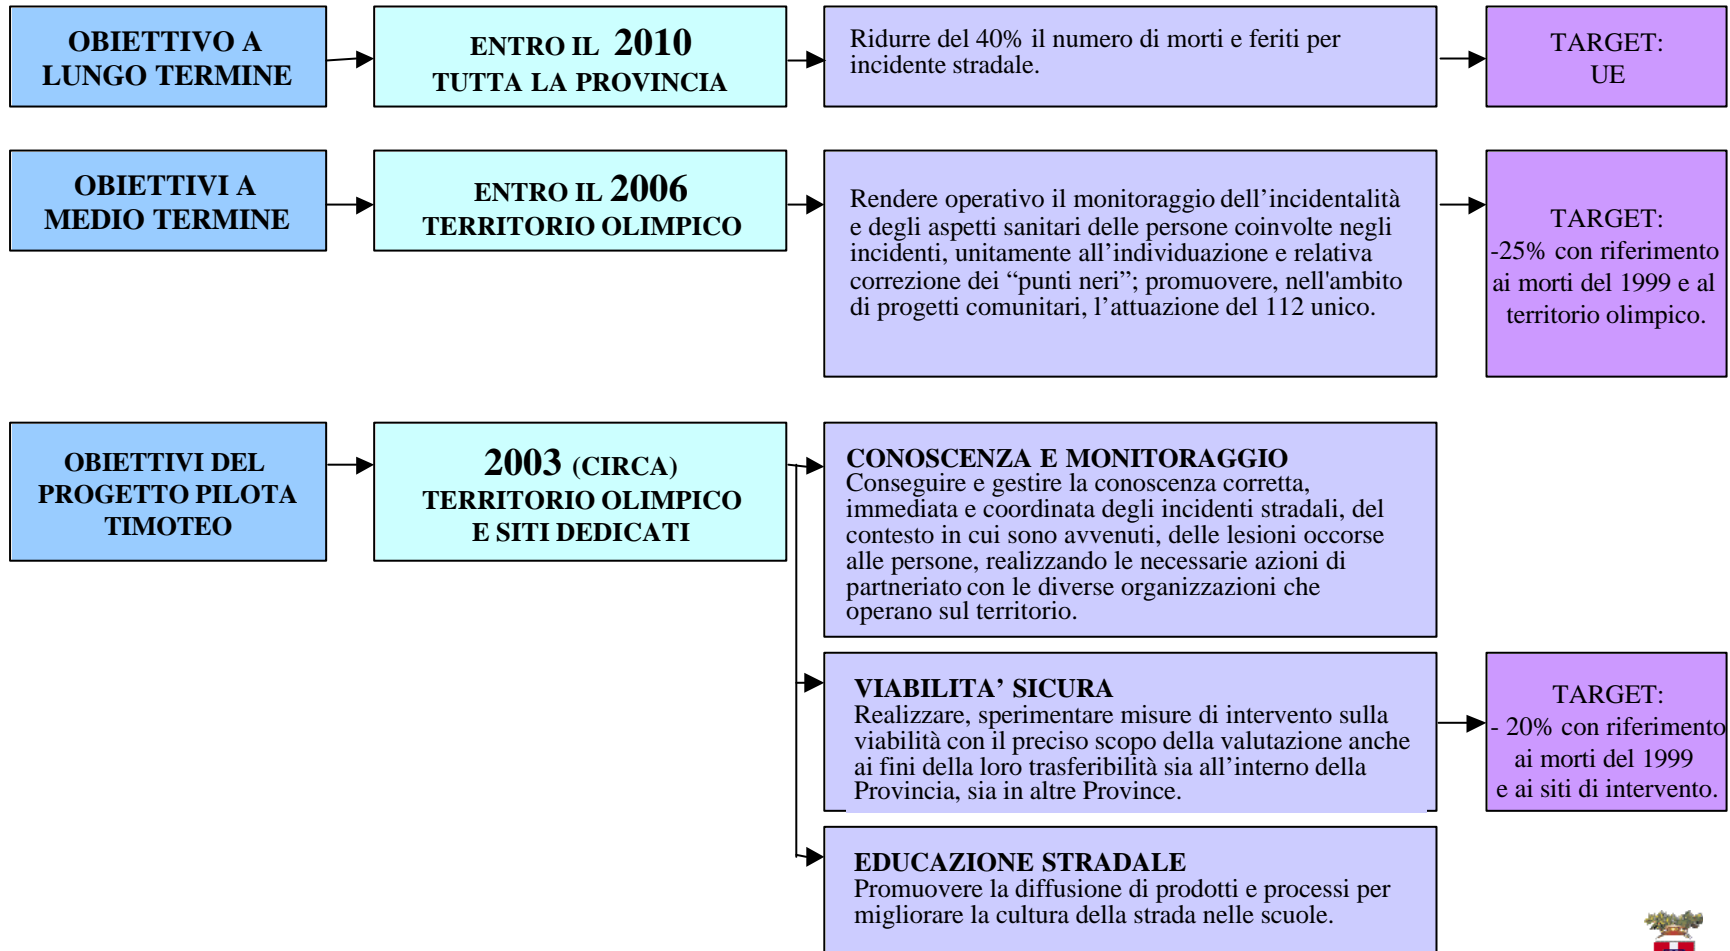 OBIETTIVO A
LUNGO TERMINE
ENTRO IL 2010
TUTTA LA PROVINCIA
Ridurre del 40% il numero di morti e feriti per
incidente stradale.
TARGET:
UE
OBIETTIVI A
MEDIO TERMINE
ENTRO IL 2006
TERRITORIO OLIMPICO
Rendere operativo il monitoraggio dell’incidentalità
e degli aspetti sanitari delle persone coinvolte negli
incidenti, unitamente all’individuazione e relativa
correzione dei “punti neri”; promuovere, nell'ambito
di progetti comunitari, l’attuazione del 112 unico.
TARGET:
-25% con riferimento
ai morti del 1999 e al
territorio olimpico.
OBIETTIVI DEL
PROGETTO PILOTA
TIMOTEO
2003 (CIRCA)
TERRITORIO OLIMPICO
E SITI DEDICATI
CONOSCENZA E MONITORAGGIO
Conseguire e gestire la conoscenza corretta,
immediata e coordinata degli incidenti stradali, del
contesto in cui sono avvenuti, delle lesioni occorse
alle persone, realizzando le necessarie azioni di
partneriato con le diverse organizzazioni che
operano sul territorio.
VIABILITA’ SICURA
Realizzare, sperimentare misure di intervento sulla
viabilità con il preciso scopo della valutazione anche
ai fini della loro trasferibilità sia all’interno della
Provincia, sia in altre Province.
TARGET:
- 20% con riferimento
ai morti del 1999
e ai siti di intervento.
EDUCAZIONE STRADALE
Promuovere la diffusione di prodotti e processi per
migliorare la cultura della strada nelle scuole.